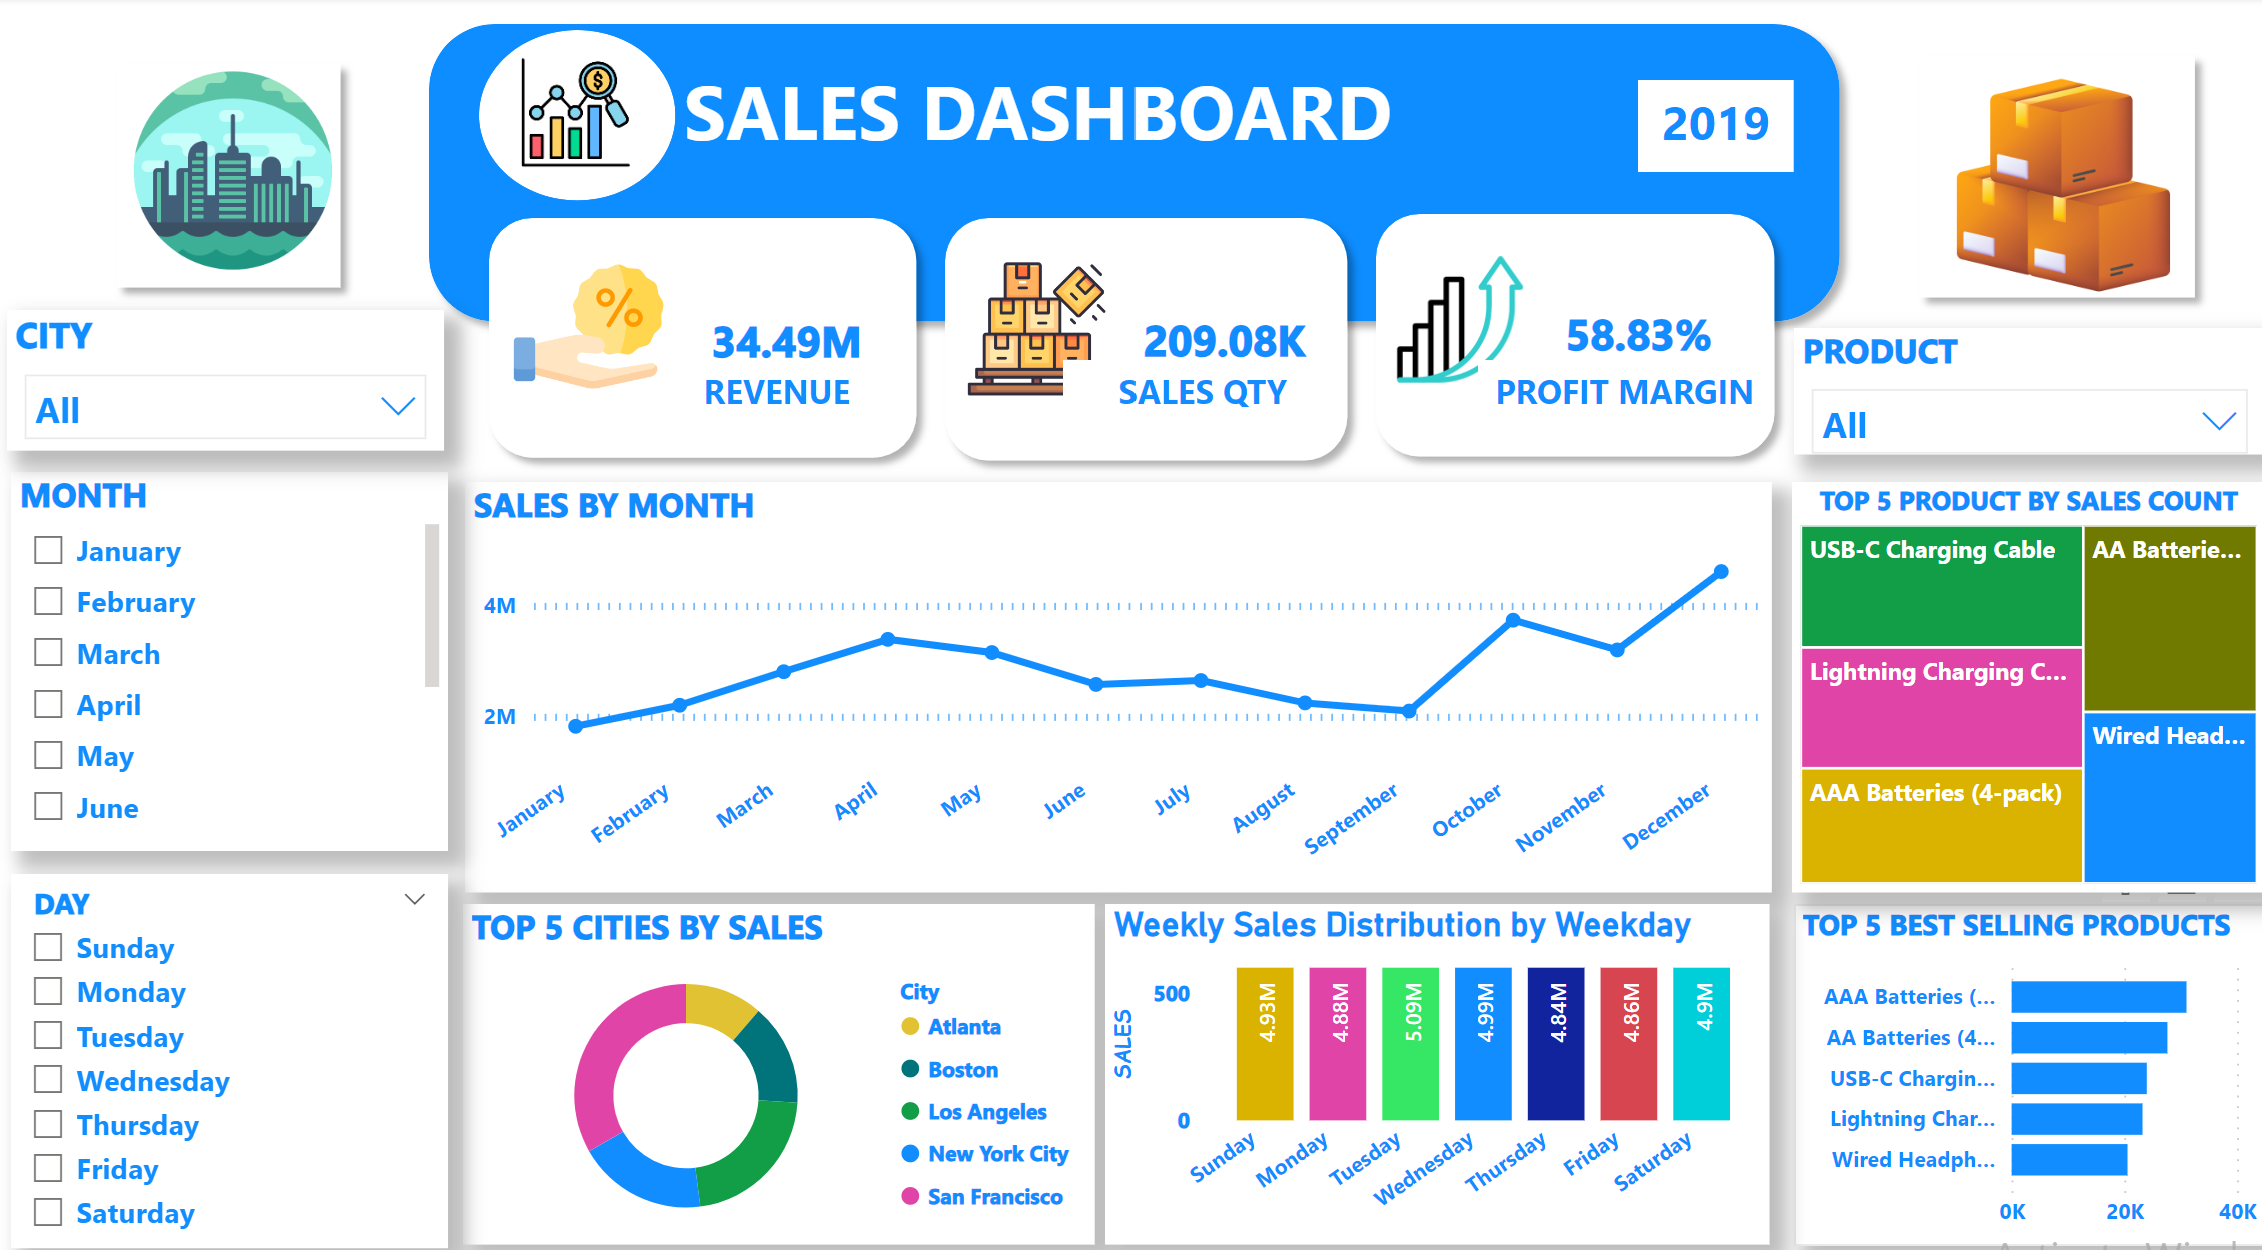 SALES DASHBOARD
2019
34.49M
REVENUE
209.08K
SALES QTY
58.83%
PROFIT MARGIN
CITY
All
PRODUCT
All
MONTH
January
February
March
April
May
June
DAY
Sunday
Monday
Tuesday
Wednesday
Thursday
Friday
Saturday
SALES BY MONTH
4M
2M
January
February
March
April
May
June
July
August
September
October
November
December
TOP 5 PRODUCT BY SALES COUNT
USB-C Charging Cable
AA Batterie...
Lightning Charging C...
Wired Head...
AAA Batteries (4-pack)
TOP 5 CITIES BY SALES
City
Atlanta
Boston
Los Angeles
New York City
San Francisco
Weekly Sales Distribution by Weekday
SALES
500
0
4.93M
4.88M
5.09M
4.99M
4.84M
4.86M
4.9M
Sunday
Monday
Tuesday
Wednesday
Thursday
Friday
Saturday
TOP 5 BEST SELLING PRODUCTS
AAA Batteries (...
AA Batteries (4...
USB-C Chargin...
Lightning Char...
Wired Headph...
0K
20K
40K